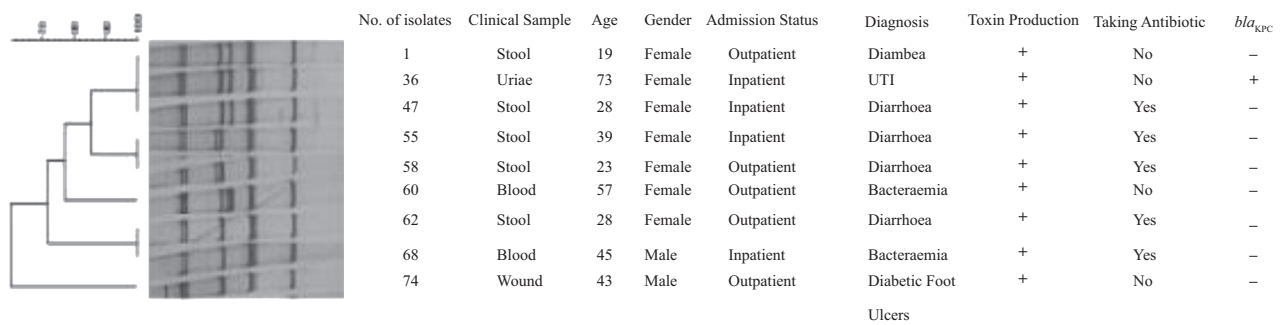 No. of isolates Clinical Sample Age Gender Admission Status Diagnosis Toxin Production Taking Antibiotic bla KPC
1 Stool 19 Female Outpatient Diambea + No –
36 Uriae 73 Female Inpatient UTI + No +
47 Stool 28 Female Inpatient Diarrhoea + Yes –
55 Stool 39 Female Inpatient Diarrhoea + Yes –
58 Stool 23 Female Outpatient Diarrhoea + Yes –
60 Blood 57 Female Outpatient Bacteraemia + No –
62 Stool 28 Female Outpatient Diarrhoea + Yes _
68 Blood 45 Male Inpatient Bacteraemia + Yes –
74 Wound 43 Male Outpatient Diabetic Foot + No –
Ulcers